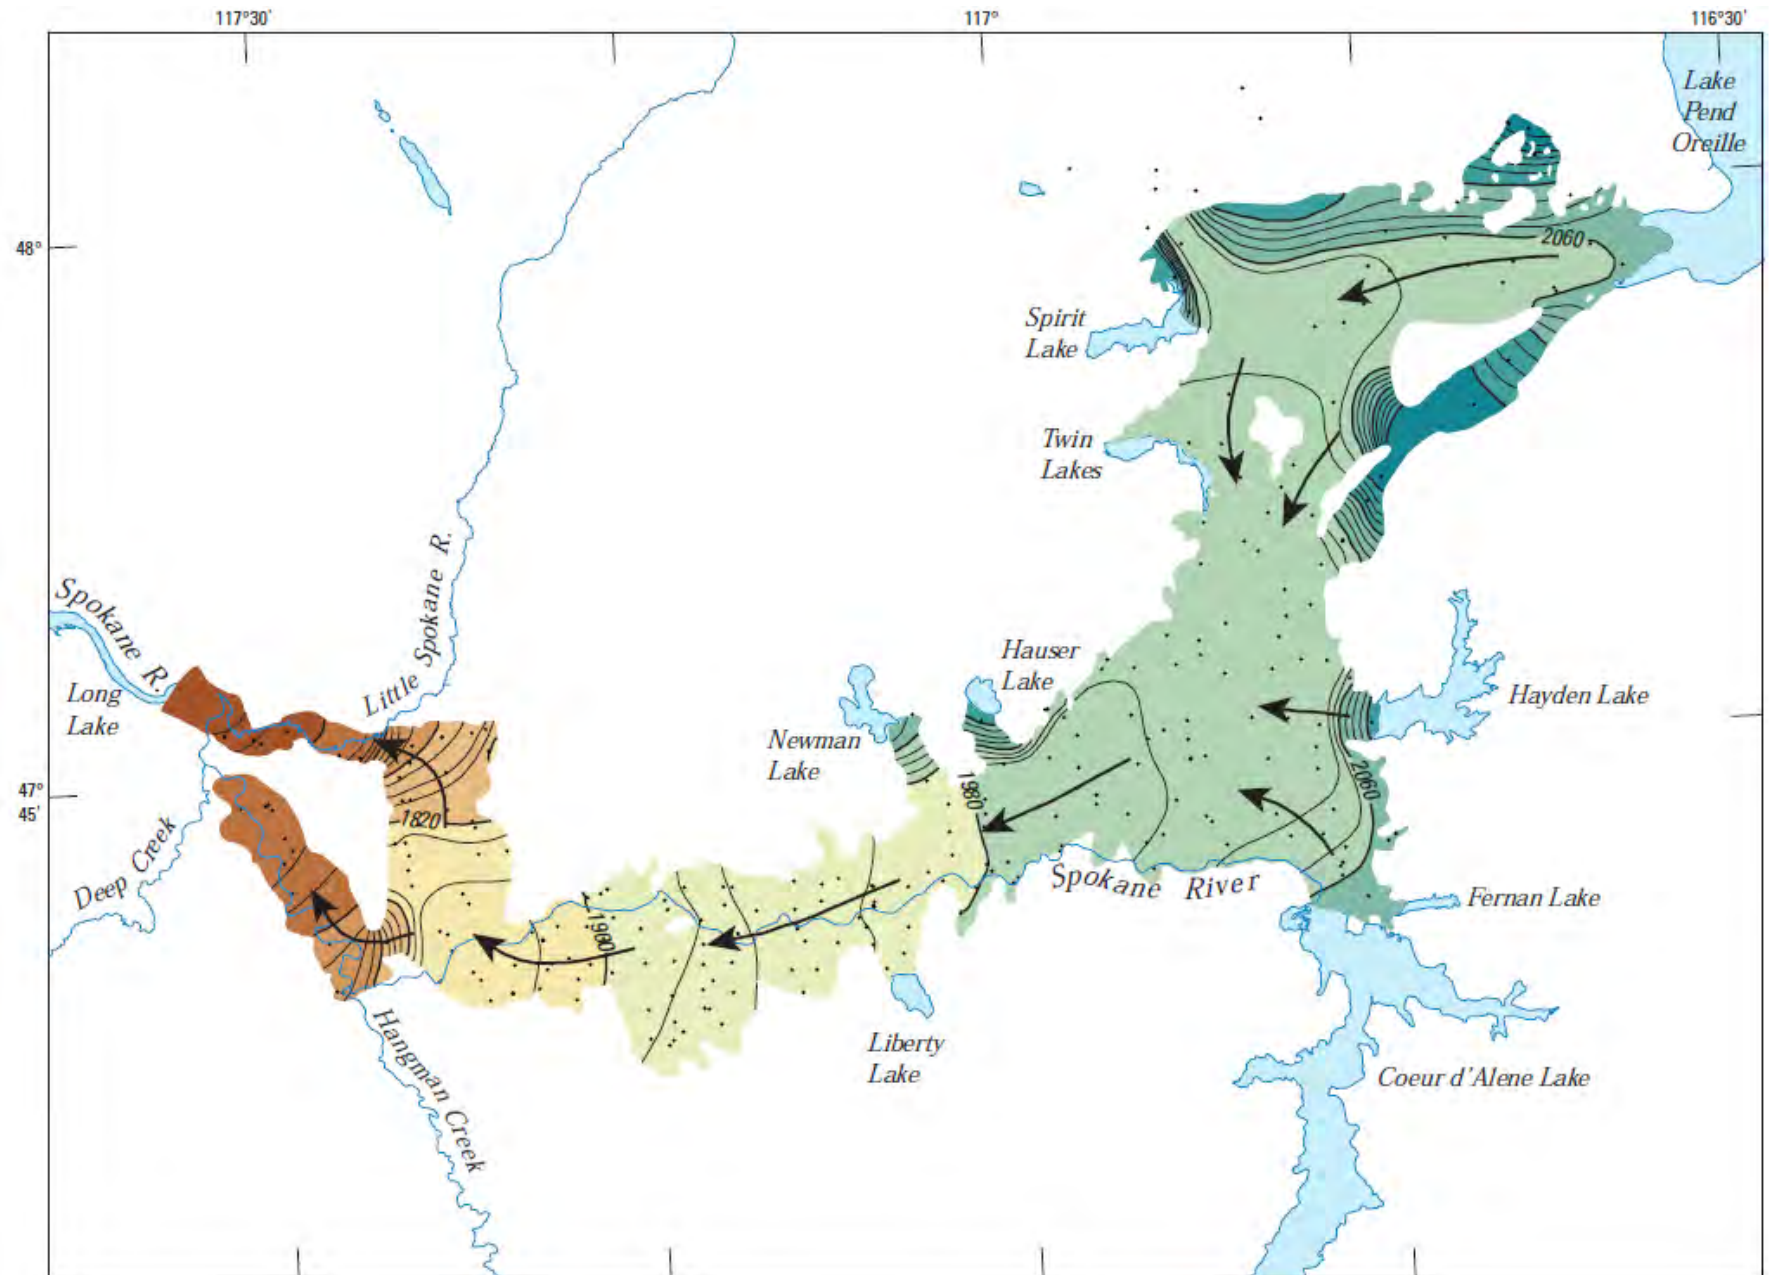 117°30'
117°
116°30'
Lake
Pend
Oreille
48°
2060
Spirit
Lake
Twin
Lakes
Spokane R.
Little Spokane R.
Long
Lake
Hauser
Lake
Hayden Lake
Newman
Lake
1980
2060
47°
45'
1820
Deep Creek
Spokane River
Fernan Lake
1900
Hangman Creek
Liberty
Lake
Coeur d'Alene Lake